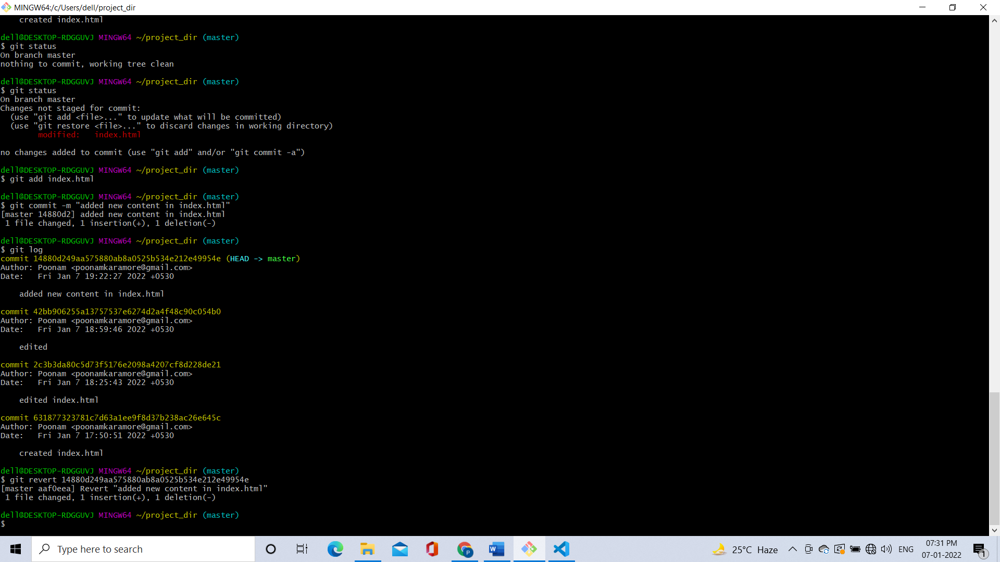 MINGW64:/c/Users/dell/project_dir
    created index.html
dell@DESKTOP-RDGGUVJ MINGW64 ~/project_dir (master)
$ git status
On branch master
nothing to commit, working tree clean
dell@DESKTOP-RDGGUVJ MINGW64 ~/project_dir (master)
$ git status
On branch master
Changes not staged for commit:
  (use "git add <file>..." to update what will be committed)
  (use "git restore <file>..." to discard changes in working directory)
        modified:   index.html
no changes added to commit (use "git add" and/or "git commit -a")
dell@DESKTOP-RDGGUVJ MINGW64 ~/project_dir (master)
$ git add index.html
dell@DESKTOP-RDGGUVJ MINGW64 ~/project_dir (master)
$ git commit -m "added new content in index.html"
[master 14880d2] added new content in index.html
 1 file changed, 1 insertion(+), 1 deletion(-)
dell@DESKTOP-RDGGUVJ MINGW64 ~/project_dir (master)
$ git log
commit 14880d249aa575880ab8a0525b534e212e49954e (HEAD -> master)
Author: Poonam <poonamkaramore@gmail.com>
Date:   Fri Jan 7 19:22:27 2022 +0530
    added new content in index.html
commit 42bb906255a13757537e6274d2a4f48c90c054b0
Author: Poonam <poonamkaramore@gmail.com>
Date:   Fri Jan 7 18:59:46 2022 +0530
    edited
commit 2c3b3da80c5d73f5176e2098a4207cf8d228de21
Author: Poonam <poonamkaramore@gmail.com>
Date:   Fri Jan 7 18:25:43 2022 +0530
    edited index.html
commit 631877323781c7d63a1ee9f8d37b238ac26e645c
Author: Poonam <poonamkaramore@gmail.com>
Date:   Fri Jan 7 17:50:51 2022 +0530
    created index.html
dell@DESKTOP-RDGGUVJ MINGW64 ~/project_dir (master)
$ git revert 14880d249aa575880ab8a0525b534e212e49954e
[master aaf0eea] Revert "added new content in index.html"
 1 file changed, 1 insertion(+), 1 deletion(-)
dell@DESKTOP-RDGGUVJ MINGW64 ~/project_dir (master)
$
Type here to search
P
W
25°C Haze
ENG
07:31 PM
07-01-2022
1